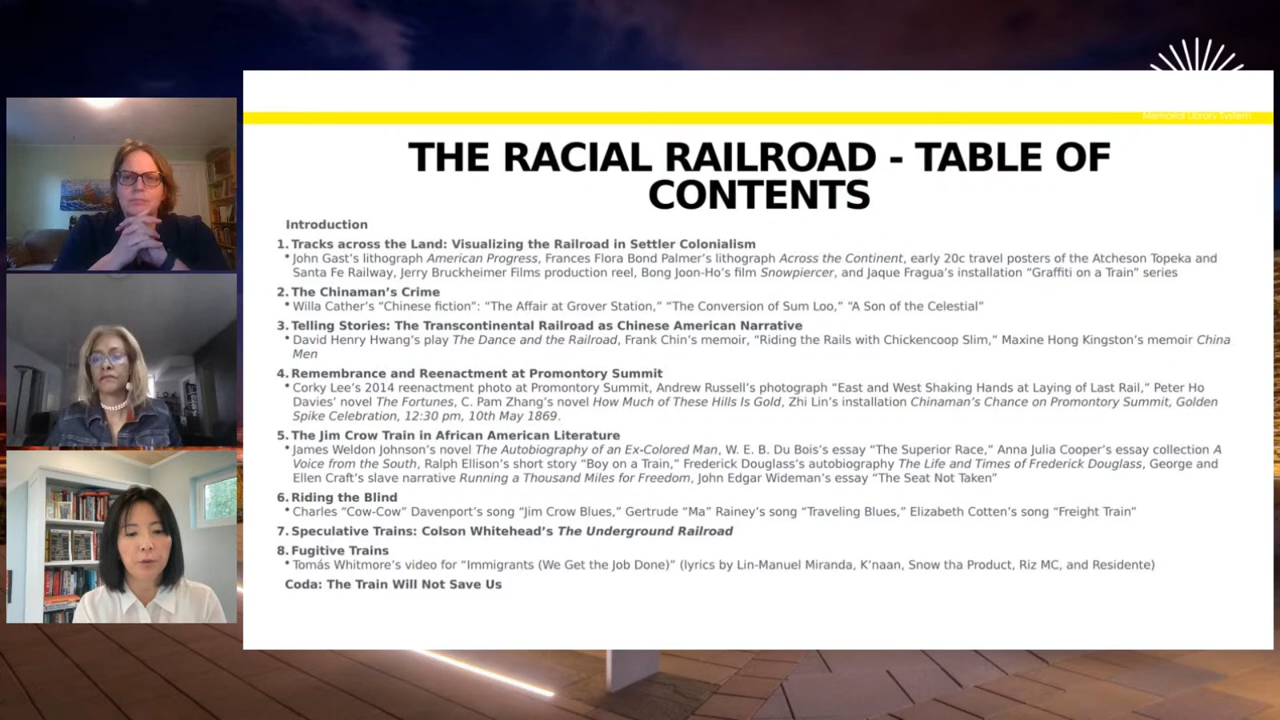 Memorial Library System
THE RACIAL RAILROAD - TABLE OF
CONTENTS
Introduction
1. Tracks across the Land: Visualizing the Railroad in Settler Colonialism
• John Gast’s lithograph American Progress, Frances Flora Bond Palmer’s lithograph Across the Continent, early 20c travel posters of the Atcheson Topeka and
Santa Fe Railway, Jerry Bruckheimer Films production reel, Bong Joon-Ho’s film Snowpiercer, and Jaque Fragua’s installation “Graffiti on a Train” series
2. The Chinaman’s Crime
• Willa Cather’s “Chinese fiction”: “The Affair at Grover Station,” “The Conversion of Sum Loo,” “A Son of the Celestial”
3. Telling Stories: The Transcontinental Railroad as Chinese American Narrative
• David Henry Hwang’s play The Dance and the Railroad, Frank Chin’s memoir, “Riding the Rails with Chickencoop Slim,” Maxine Hong Kingston’s memoir China
Men
4. Remembrance and Reenactment at Promontory Summit
• Corky Lee’s 2014 reenactment photo at Promontory Summit, Andrew Russell’s photograph “East and West Shaking Hands at Laying of Last Rail,” Peter Ho
Davies’ novel The Fortunes, C. Pam Zhang’s novel How Much of These Hills Is Gold, Zhi Lin’s installation Chinaman’s Chance on Promontory Summit, Golden
Spike Celebration, 12:30 pm, 10th May 1869.
5. The Jim Crow Train in African American Literature
• James Weldon Johnson’s novel The Autobiography of an Ex-Colored Man, W. E. B. Du Bois’s essay “The Superior Race,” Anna Julia Cooper’s essay collection A
Voice from the South, Ralph Ellison’s short story “Boy on a Train,” Frederick Douglass’s autobiography The Life and Times of Frederick Douglass, George and
Ellen Craft’s slave narrative Running a Thousand Miles for Freedom, John Edgar Wideman’s essay “The Seat Not Taken”
6. Riding the Blind
• Charles “Cow-Cow” Davenport’s song “Jim Crow Blues,” Gertrude “Ma” Rainey’s song “Traveling Blues,” Elizabeth Cotten’s song “Freight Train”
7. Speculative Trains: Colson Whitehead’s The Underground Railroad
8. Fugitive Trains
• Tomás Whitmore’s video for “Immigrants (We Get the Job Done)” (lyrics by Lin-Manuel Miranda, K’naan, Snow tha Product, Riz MC, and Residente)
Coda: The Train Will Not Save Us